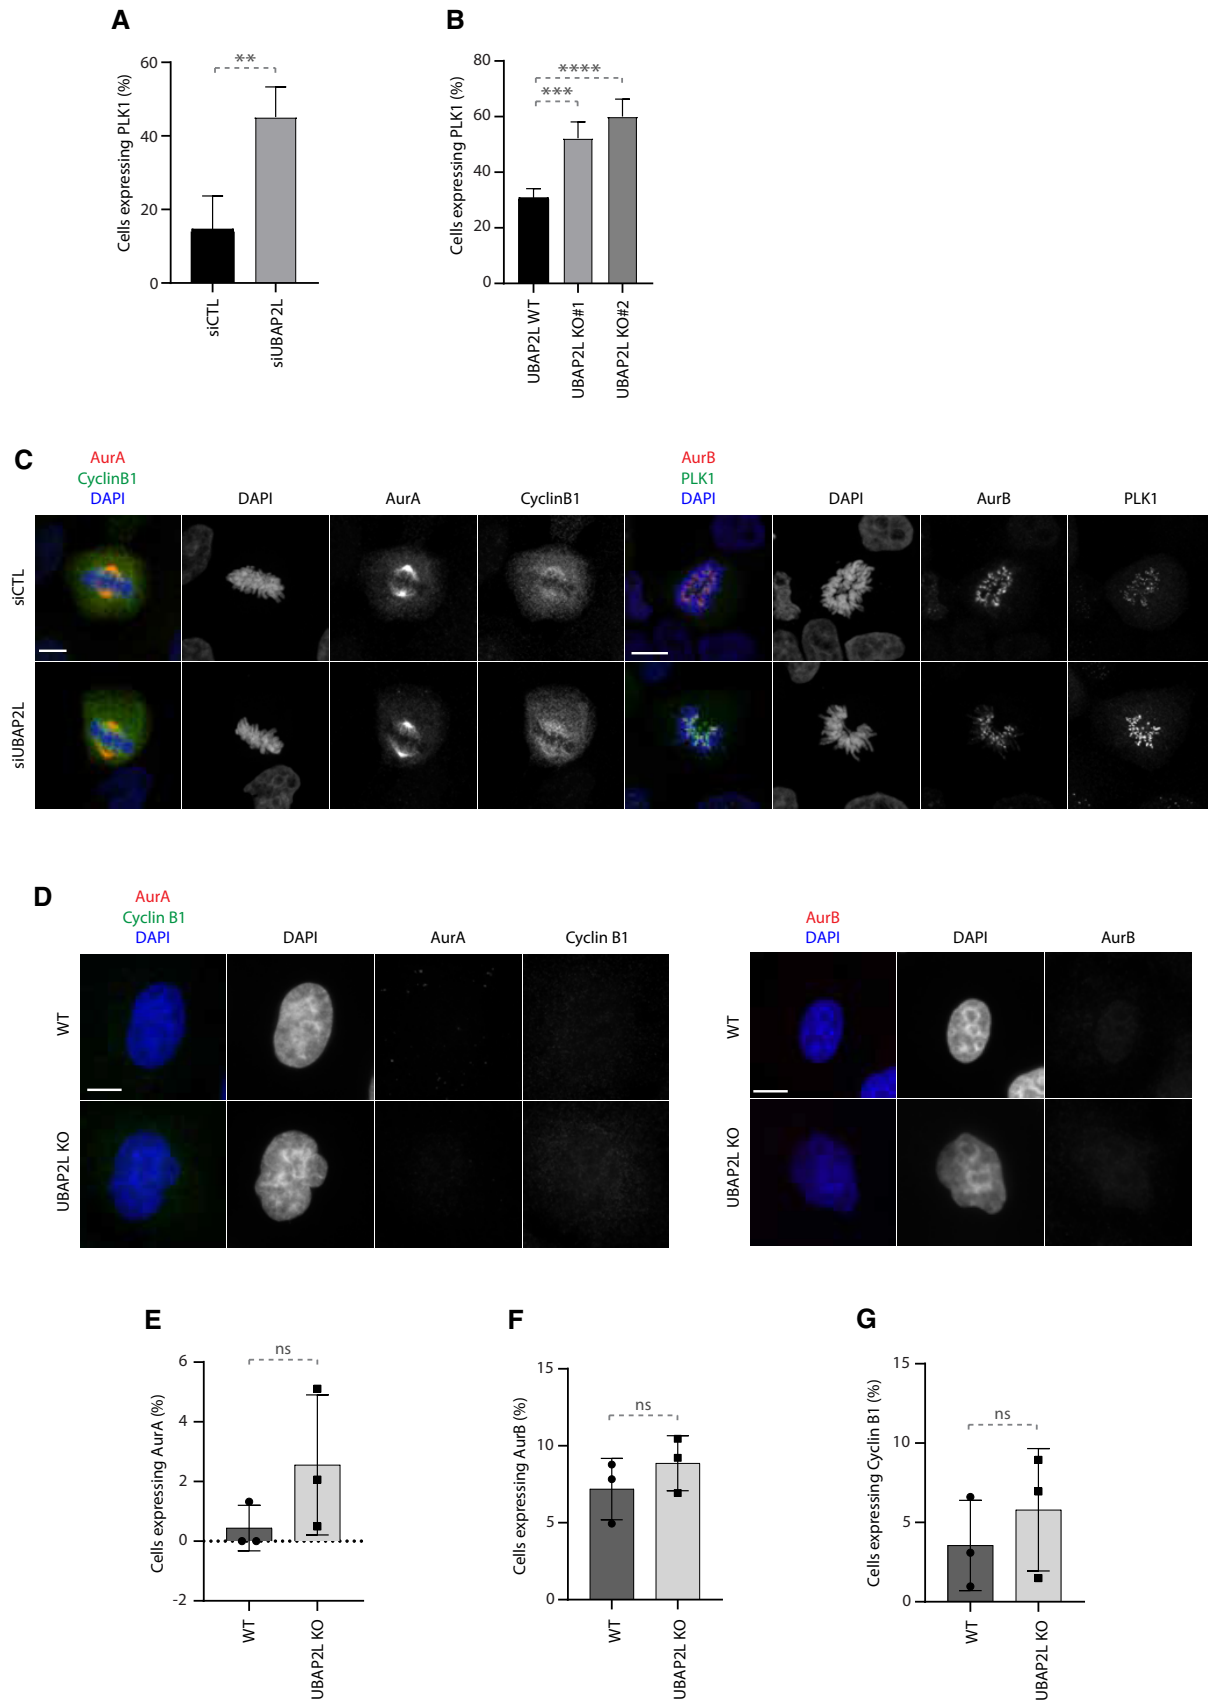 A
Cells expressing PLK1 (%)
60
40
20
0
**
siCTL
siUBAP2L
B
Cells expressing PLK1 (%)
80
60
40
20
0
****
***
UBAP2L WT
UBAP2L KO#1
UBAP2L KO#2
C
AurA
CyclinB1
DAPI
DAPI
AurA
CyclinB1
AurB
PLK1
DAPI
DAPI
AurB
PLK1
siCTL
siUBAP2L
D
AurA
Cyclin B1
DAPI
DAPI
AurA
Cyclin B1
WT
UBAP2L KO
AurB
DAPI
DAPI
AurB
WT
UBAP2L KO
E
Cells expressing AurA (%)
6
4
2
0
-2
ns
WT
UBAP2L KO
F
Cells expressing AurB (%)
15
10
5
0
ns
WT
UBAP2L KO
G
Cells expressing Cyclin B1 (%)
15
10
5
0
ns
WT
UBAP2L KO